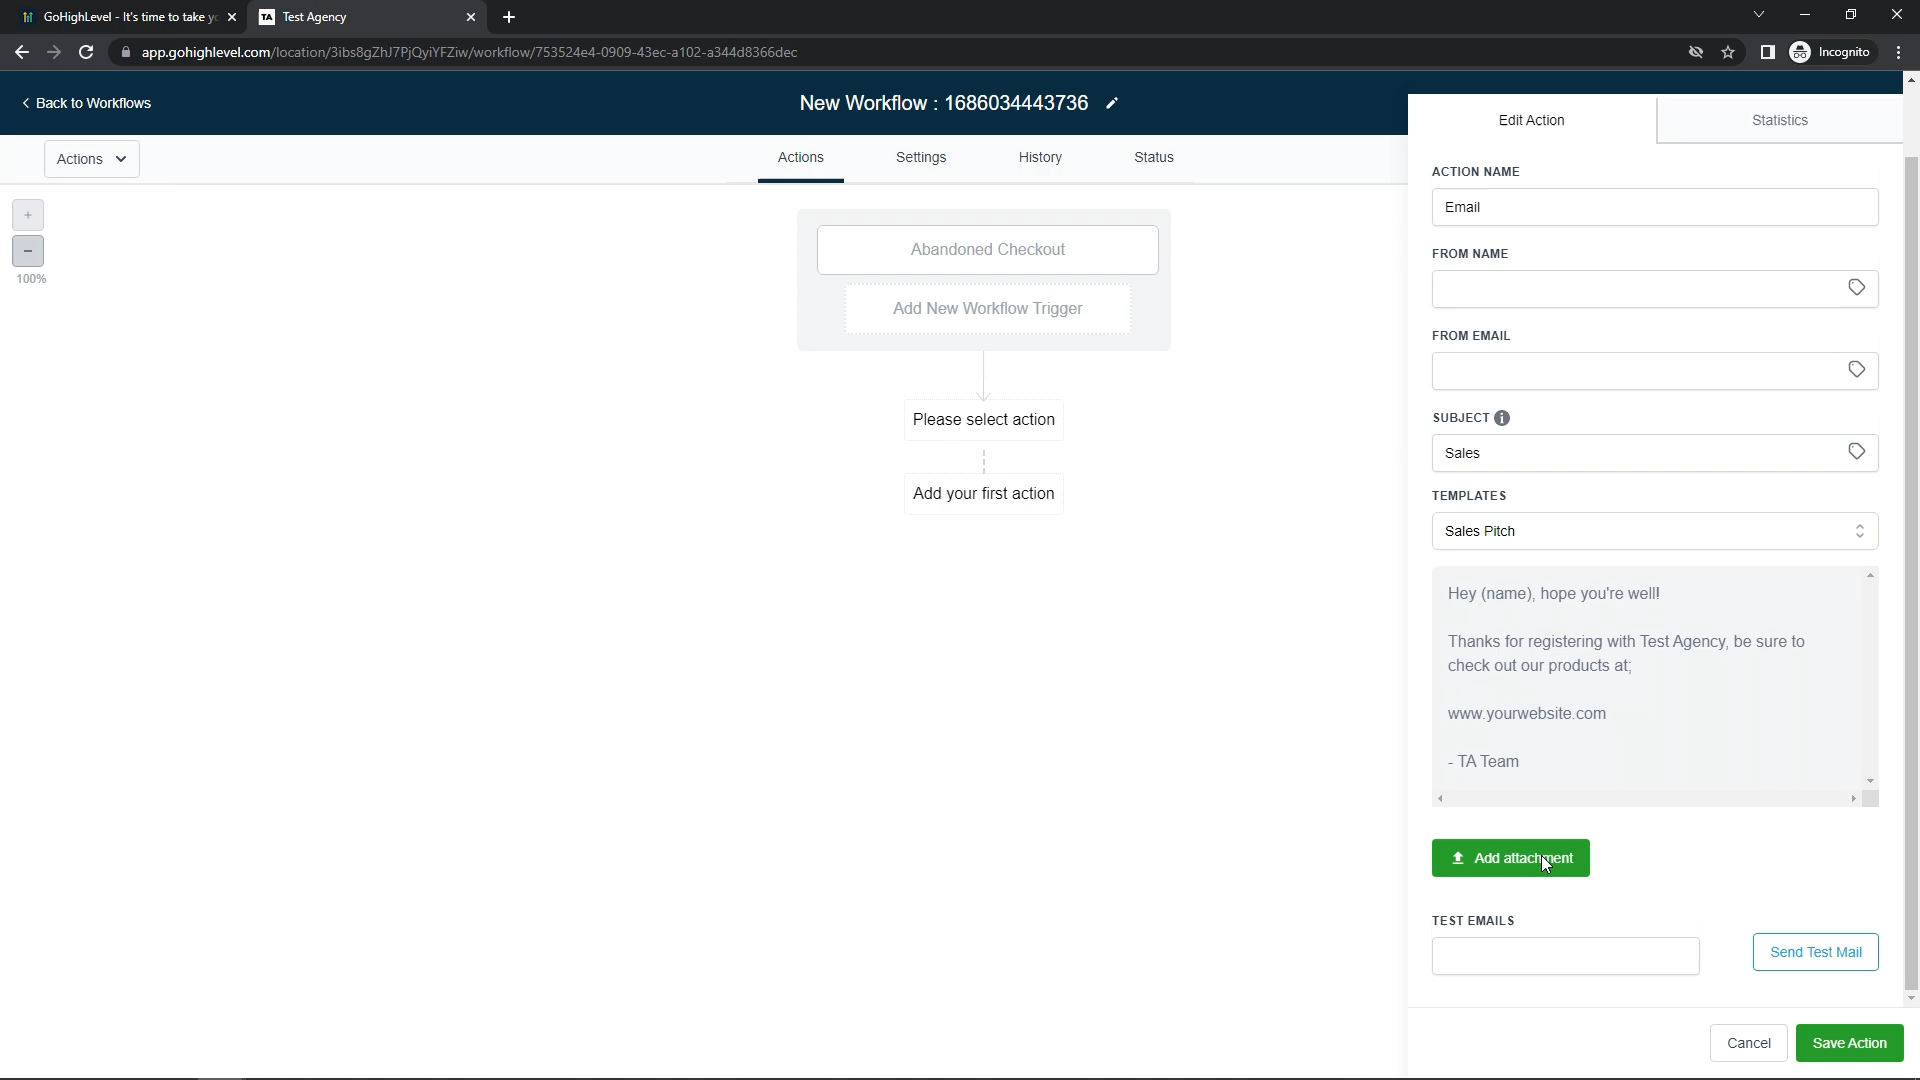 GoHighLevel - It's time to take yo
TA Test Agency
app.gohighlevel.com/location/3ibs8gZhJ7PjQyiYFZiw/workflow/753524e4-0909-43ec-a102-a344d8366dec
Incognito
Back to Workflows
New Workflow : 1686034443736
Actions
Actions
Settings
History
Status
+
-
100%
Abandoned Checkout
Add New Workflow Trigger
Please select action
Add your first action
Edit Action
Statistics
ACTION NAME
Email
FROM NAME
FROM EMAIL
SUBJECT
Sales
TEMPLATES
Sales Pitch
Hey (name), hope you're well!
Thanks for registering with Test Agency, be sure to
check out our products at;
www.yourwebsite.com
- TA Team
Add attachment
TEST EMAILS
Send Test Mail
Cancel
Save Action